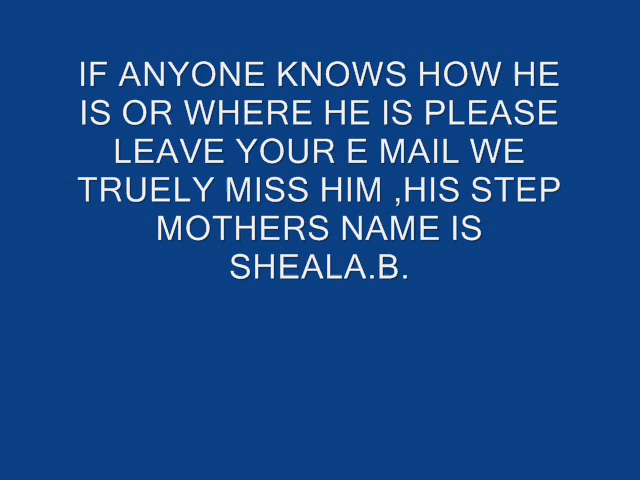 IF ANYONE KNOWS HOW HE
IS OR WHERE HE IS PLEASE
LEAVE YOUR E MAIL WE
TRUELY MISS HIM ,HIS STEP
MOTHERS NAME IS
SHEALA.B.